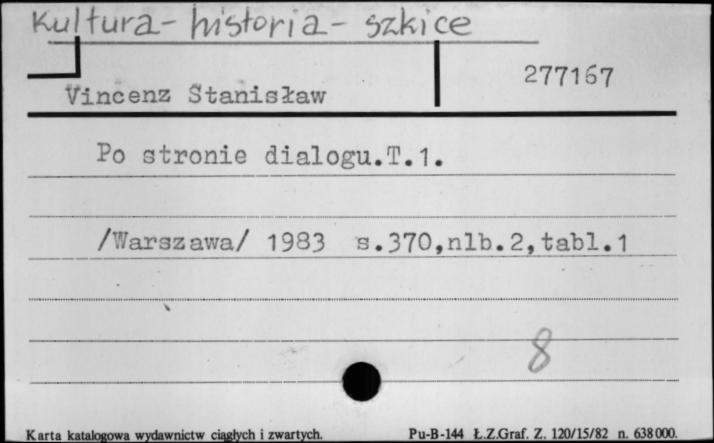 Kultura - historia - szkice
277167
Vincenz Stanisław
Po stronie dialogu.T.1.
/Warszawa/ 1983 s.370,nlb.2,tabl.1
8
Karta katalogowa wydawnictw ciągłych i zwartych. Pu-B-144 Ł.Z.Graf. Z. 120/15/82 n. 638000.